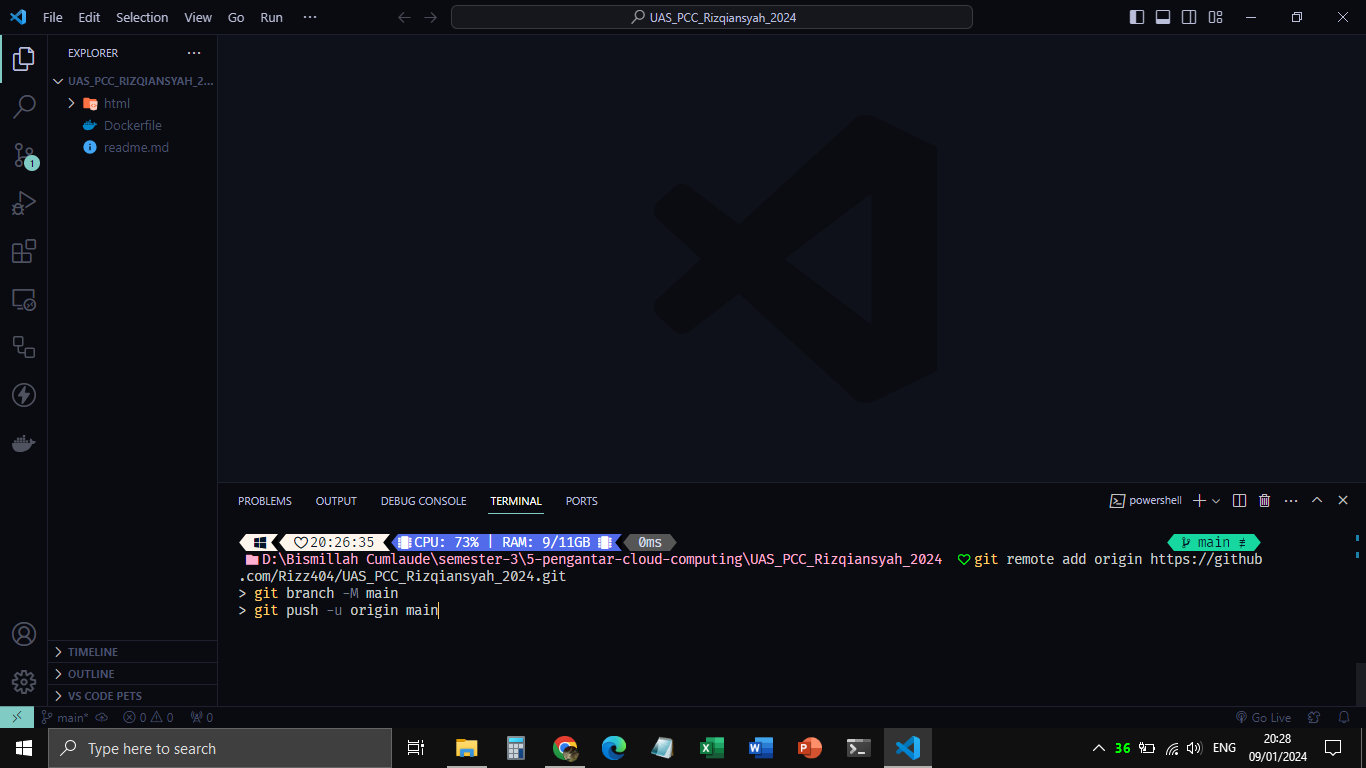 File Edit Selection View Go Run ···
UAS_PCC_Rizqiansyah_2024
EXPLORER ···
UAS_PCC_RIZQIANSYAH_2...
html
Dockerfile
readme.md
1
TIMELINE
OUTLINE
VS CODE PETS
PROBLEMS OUTPUT DEBUG CONSOLE TERMINAL PORTS
powershell
20:26:35 CPU: 73% | RAM: 9/11GB 0ms main ≢
D:\Bismillah Cumlaude\semester-3\5-pengantar-cloud-computing\UAS_PCC_Rizqiansyah_2024 git remote add origin https://github
.com/Rizz404/UAS_PCC_Rizqiansyah_2024.git
> git branch -M main
> git push -u origin main
main* 0 0 0 Go Live
Type here to search
36 ENG 20:28
09/01/2024